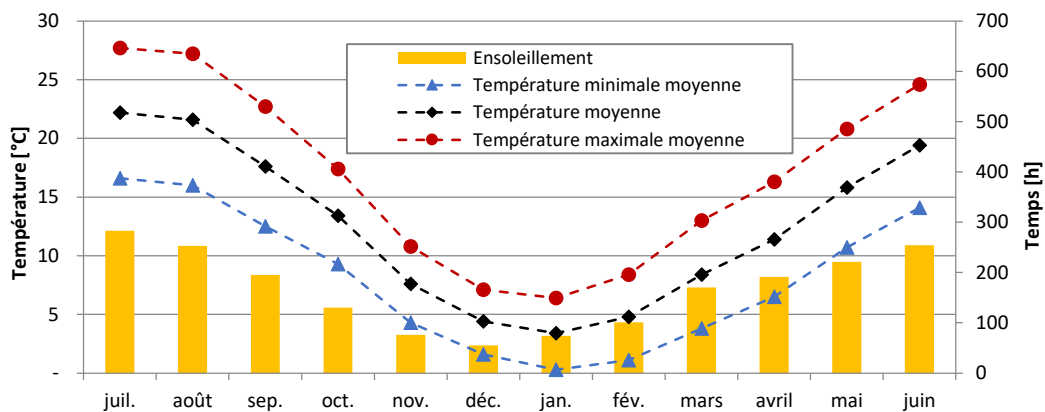 30
25
20
15
10
5
-
Température [°C]
Ensoleillement
Température minimale moyenne
Température moyenne
Température maximale moyenne
700
600
500
400
300
200
100
0
Temps [h]
juil. août sep. oct. nov. déc. jan. fév. mars avril mai juin